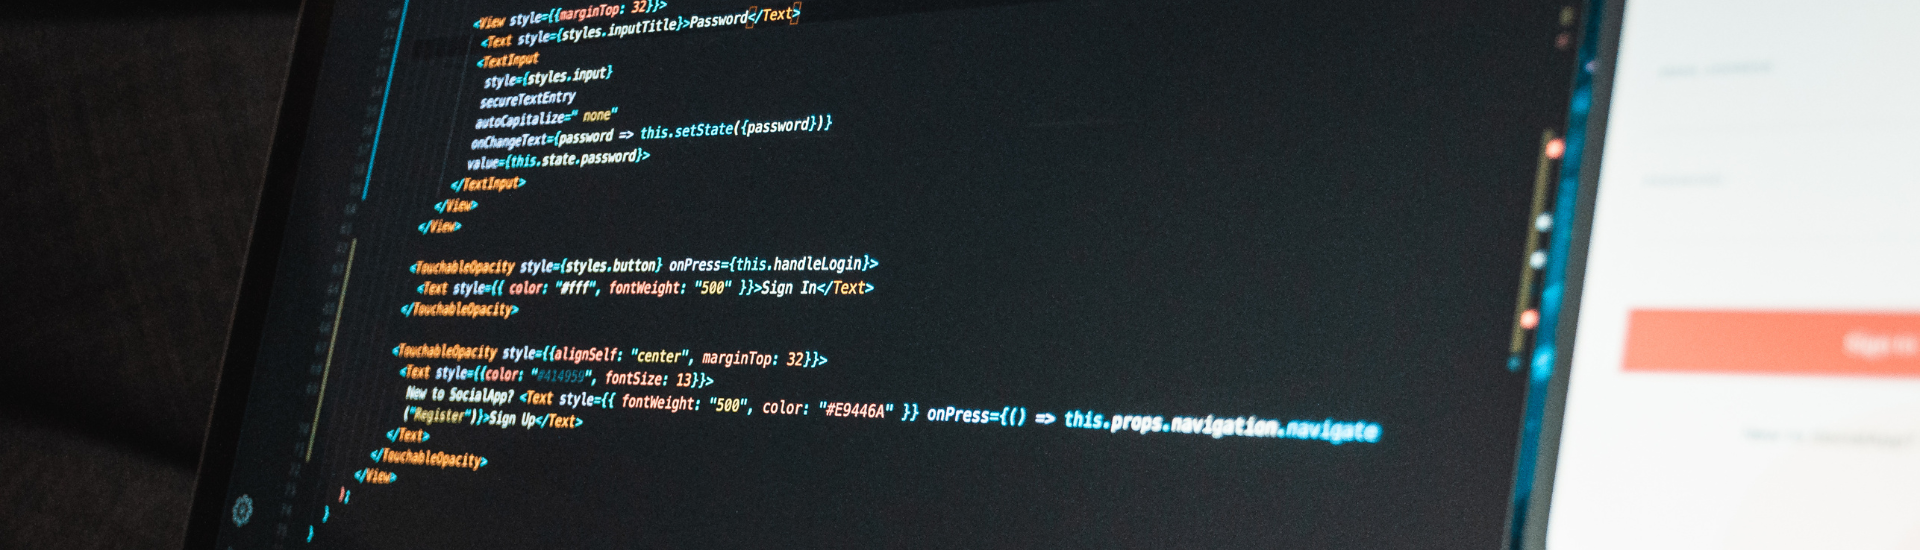 <View style={{marginTop: 32}}>
<Text style={styles.inputTitle}>Password</Text>
<TextInput
style={styles.input}
secureTextEntry
autoCapitalize=" none"
onChangeText={password => this.setState({password})}
value={this.state.password}>
</TextInput>
</View>
</View>
<TouchableOpacity style={styles.button} onPress={this.handleLogin}>
<Text style={{ color: "#fff", fontWeight: "500" }}>Sign In</Text>
</TouchableOpacity>
<TouchableOpacity style={{alignSelf: "center", marginTop: 32}}>
<Text style={{color: "#414959", fontSize: 13}}>
New to SocialApp? <Text style={{ fontWeight: "500", color: "#E9446A" }} onPress={() => this.props.navigation.navigate
("Register")}>Sign Up</Text>
</Text>
</TouchableOpacity>
</View>
);
}
}
Sign In